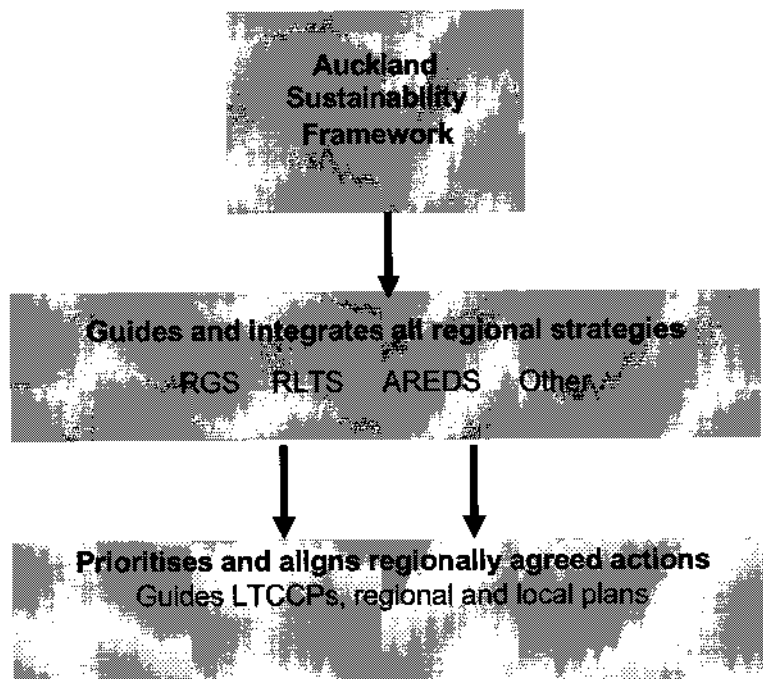 Auckland
Sustainability
Framework
Guides and integrates all regional strategies
RGS RLTS AREDS Other
Prioritises and aligns regionally agreed actions
Guides LTCCPs, regional and local plans